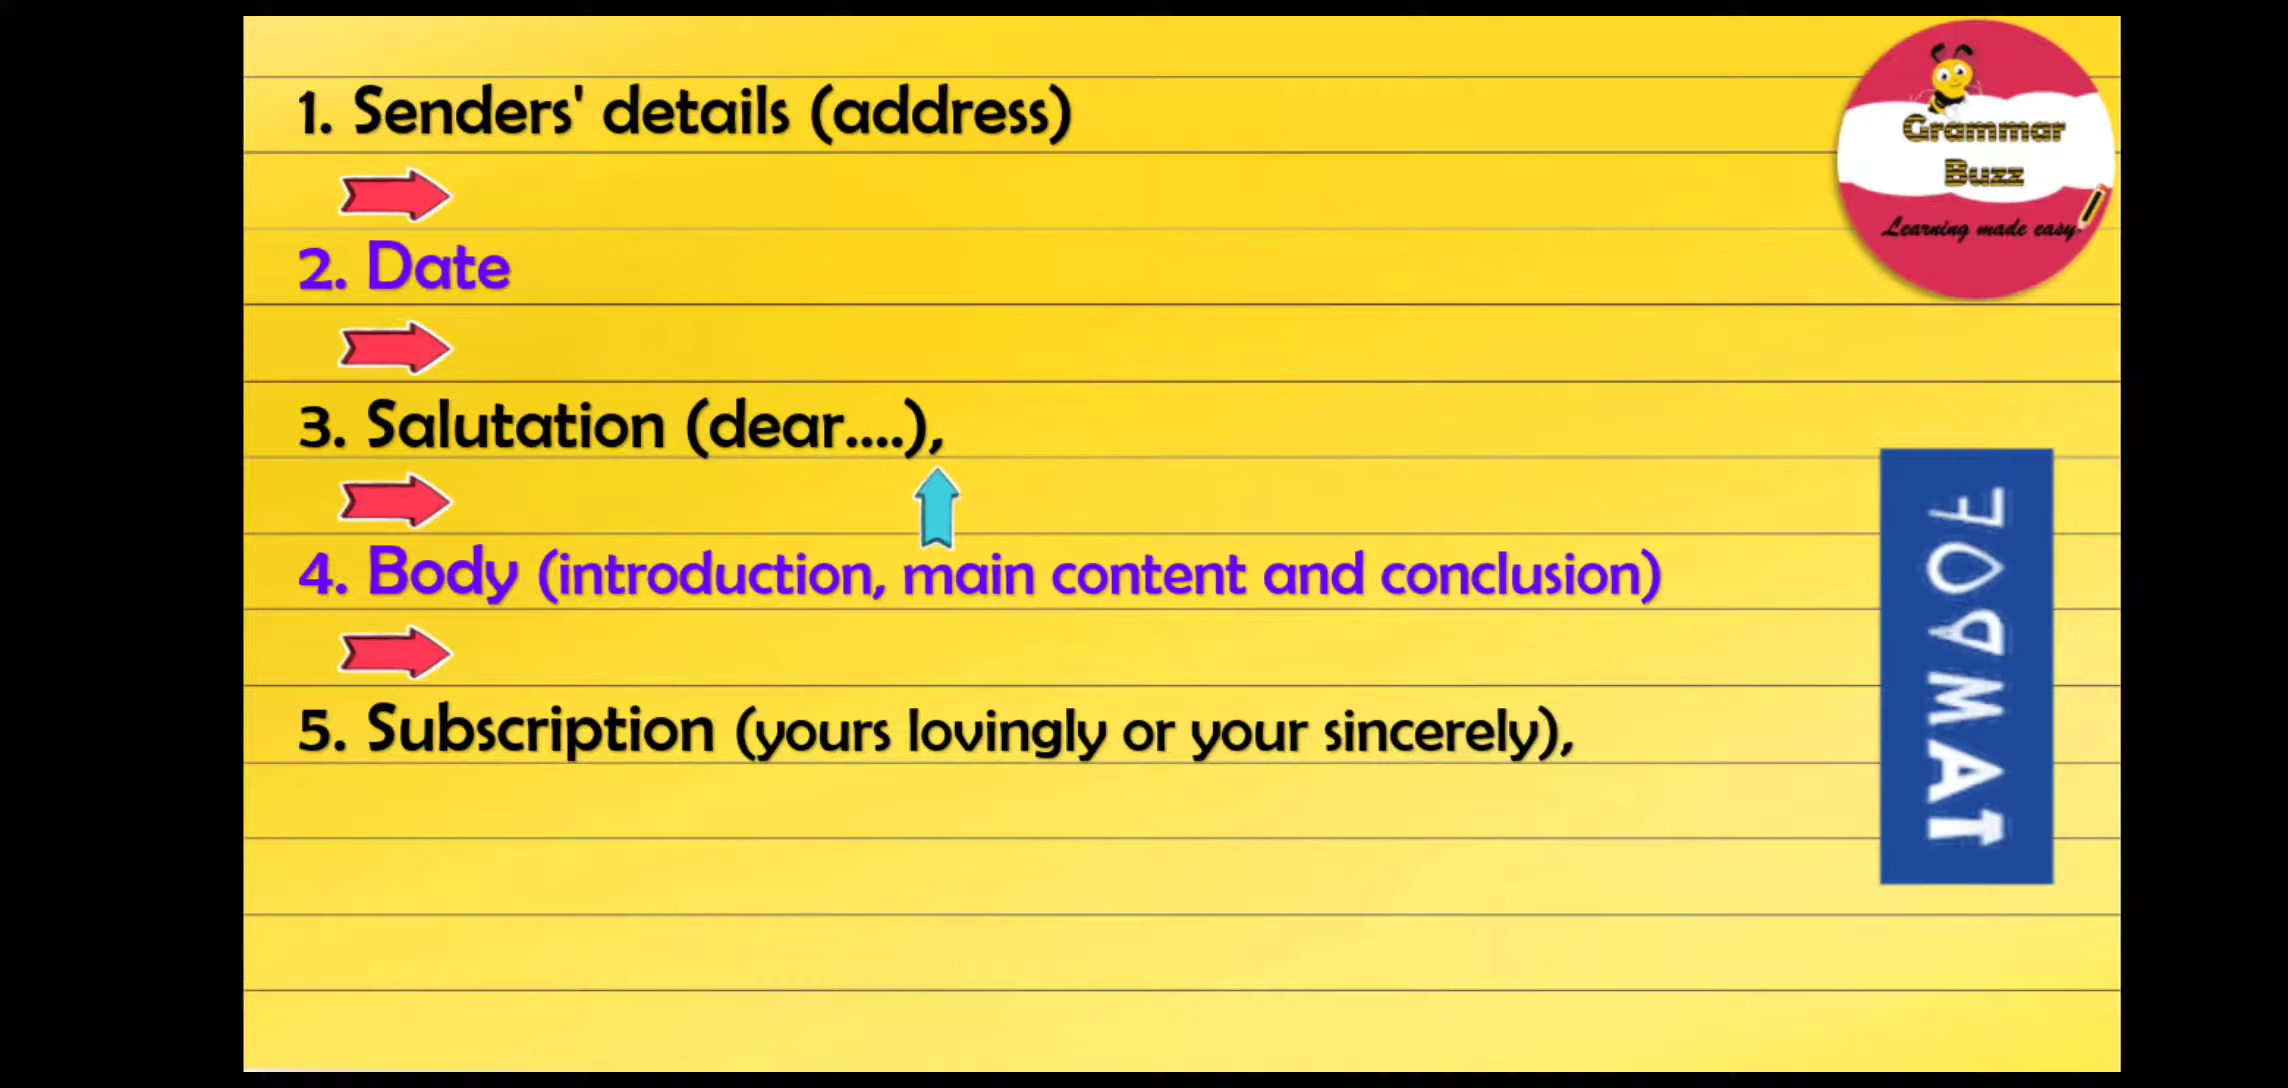 1. Senders' details (address)
2. Date
3. Salutation (dear....),
4. Body (introduction, main content and conclusion)
5. Subscription (yours lovingly or your sincerely),
Grammar
Buzz
Learning made easy
FORMAT